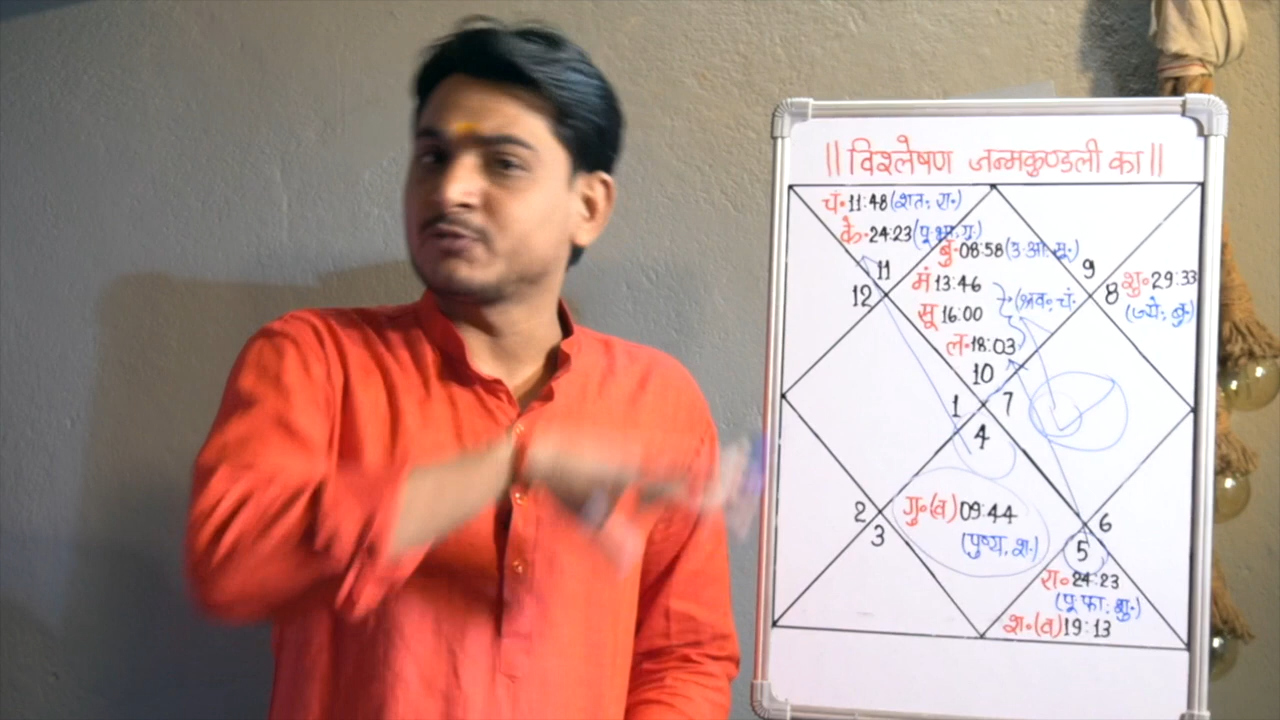 || विश्लेषण जन्मकुण्डली का ||
चं॰ 11:48 (शत॰, रा॰)
के॰ 24:23 (पू॰भा॰, गु॰)
बु॰ 08:58 (उ॰आ॰ सू॰)
11
9
12
मं 13:46
8 शु॰ 29:33
(श्रव॰, चं॰
(ज्ये॰, बु॰)
सू 16:00
ल॰ 18:03
10
1
7
4
2
गु॰(व) 09:44
6
3
(पुष्य, श॰)
5
रा॰ 24:23
(पू॰फा॰, शु॰)
श॰(व) 19:13